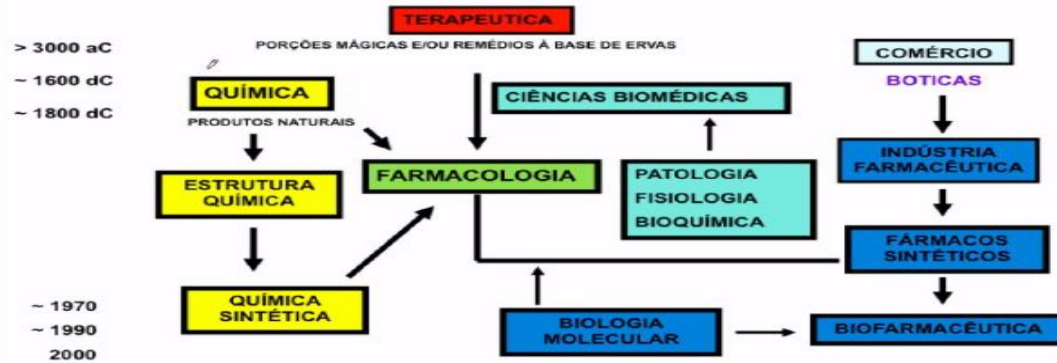 TERAPEUTICA
PORÇÕES MÁGICAS E/OU REMÉDIOS À BASE DE ERVAS
> 3000 aC
~ 1600 dC
~ 1800 dC
COMÉRCIO
BOTICAS
QUÍMICA
PRODUTOS NATURAIS
CIÊNCIAS BIOMÉDICAS
INDÚSTRIA
FARMACÊUTICA
ESTRUTURA
QUÍMICA
FARMACOLOGIA
PATOLOGIA
FISIOLOGIA
BIOQUÍMICA
FÁRMACOS
SINTÉTICOS
~ 1970
~ 1990
2000
QUÍMICA
SINTÉTICA
BIOLOGIA
MOLECULAR
BIOFARMACÊUTICA